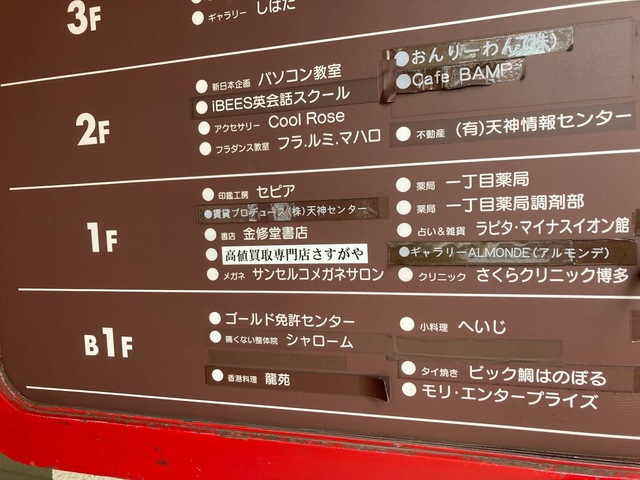 3F
ギャラリー しばた
2F
新日本企画 パソコン教室
iBEES英会話スクール
アクセサリー Cool Rose
フラダンス教室 フラ.ルミ.マハロ
おんりーわん(株)
Cafe BAMP
不動産 (有)天神情報センター
1F
印鑑工房 セピア
賃貸プロデュース(株)天神センター
書店 金修堂書店
高値買取専門店さすがや
メガネ サンセルコメガネサロン
薬局 一丁目薬局
薬局 一丁目薬局調剤部
占い&雑貨 ラピタ・マイナスイオン館
ギャラリーALMONDE(アルモンデ)
クリニック さくらクリニック博多
B1F
ゴールド免許センター
痛くない整体院 シャローム
香港料理 龍苑
小料理 へいじ
タイ焼き ビック鯛はのぼる
モリ・エンタープライズ